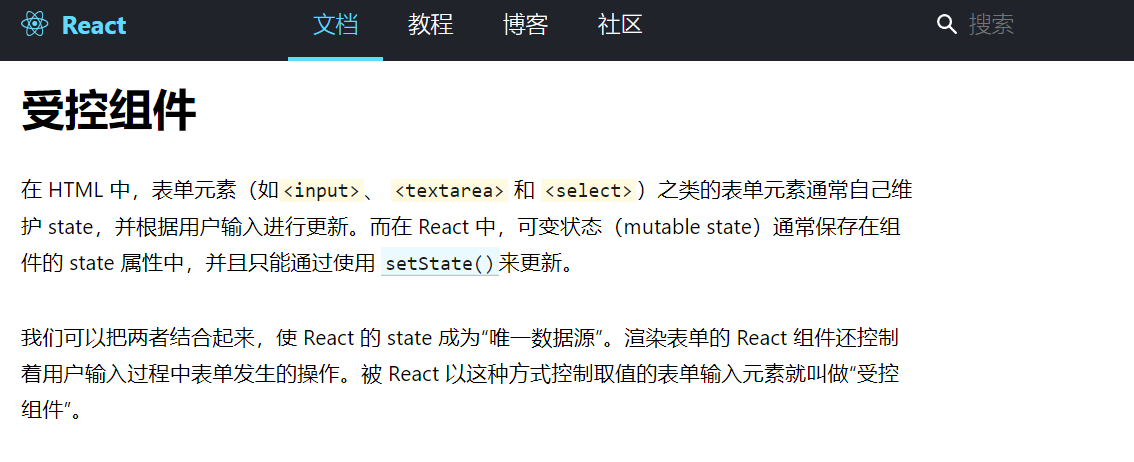 React 文档 教程 博客 社区 搜索
受控组件
在 HTML 中，表单元素（如<input>、 <textarea> 和 <select>）之类的表单元素通常自己维
护 state，并根据用户输入进行更新。而在 React 中，可变状态（mutable state）通常保存在组
件的 state 属性中，并且只能通过使用 setState()来更新。
我们可以把两者结合起来，使 React 的 state 成为“唯一数据源”。渲染表单的 React 组件还控制
着用户输入过程中表单发生的操作。被 React 以这种方式控制取值的表单输入元素就叫做“受控
组件”。